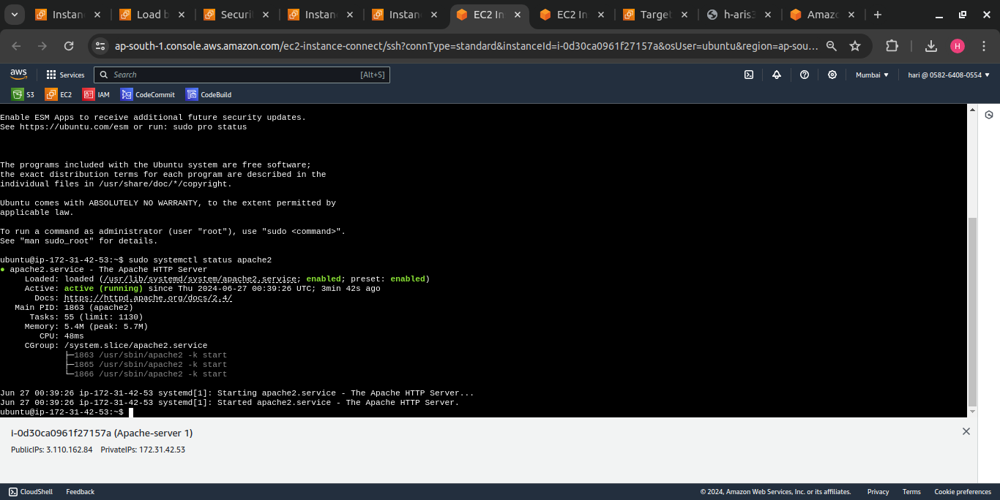 Instan
Load b
Securi
Instan
Instan
EC2 In
EC2 In
Target
h-aris
Amazo
ap-south-1.console.aws.amazon.com/ec2-instance-connect/ssh?connType=standard&instanceId=i-0d30ca0961f27157a&osUser=ubuntu&region=ap-sou...
H
aws
Services
Search
[Alt+S]
Mumbai
hari @ 0582-6408-0554
S3
EC2
IAM
CodeCommit
CodeBuild
Enable ESM Apps to receive additional future security updates.
See https://ubuntu.com/esm or run: sudo pro status
The programs included with the Ubuntu system are free software;
the exact distribution terms for each program are described in the
individual files in /usr/share/doc/*/copyright.
Ubuntu comes with ABSOLUTELY NO WARRANTY, to the extent permitted by
applicable law.
To run a command as administrator (user "root"), use "sudo <command>".
See "man sudo_root" for details.
ubuntu@ip-172-31-42-53:~$ sudo systemctl status apache2
● apache2.service - The Apache HTTP Server
Loaded: loaded (/usr/lib/systemd/system/apache2.service; enabled; preset: enabled)
Active: active (running) since Thu 2024-06-27 00:39:26 UTC; 3min 42s ago
Docs: https://httpd.apache.org/docs/2.4/
Main PID: 1863 (apache2)
Tasks: 55 (limit: 1130)
Memory: 5.4M (peak: 5.7M)
CPU: 48ms
CGroup: /system.slice/apache2.service
├─1863 /usr/sbin/apache2 -k start
├─1865 /usr/sbin/apache2 -k start
└─1866 /usr/sbin/apache2 -k start
Jun 27 00:39:26 ip-172-31-42-53 systemd[1]: Starting apache2.service - The Apache HTTP Server...
Jun 27 00:39:26 ip-172-31-42-53 systemd[1]: Started apache2.service - The Apache HTTP Server.
ubuntu@ip-172-31-42-53:~$
i-0d30ca0961f27157a (Apache-server 1)
PublicIPs: 3.110.162.84 PrivateIPs: 172.31.42.53
CloudShell
Feedback
© 2024, Amazon Web Services, Inc. or its affiliates.
Privacy
Terms
Cookie preferences